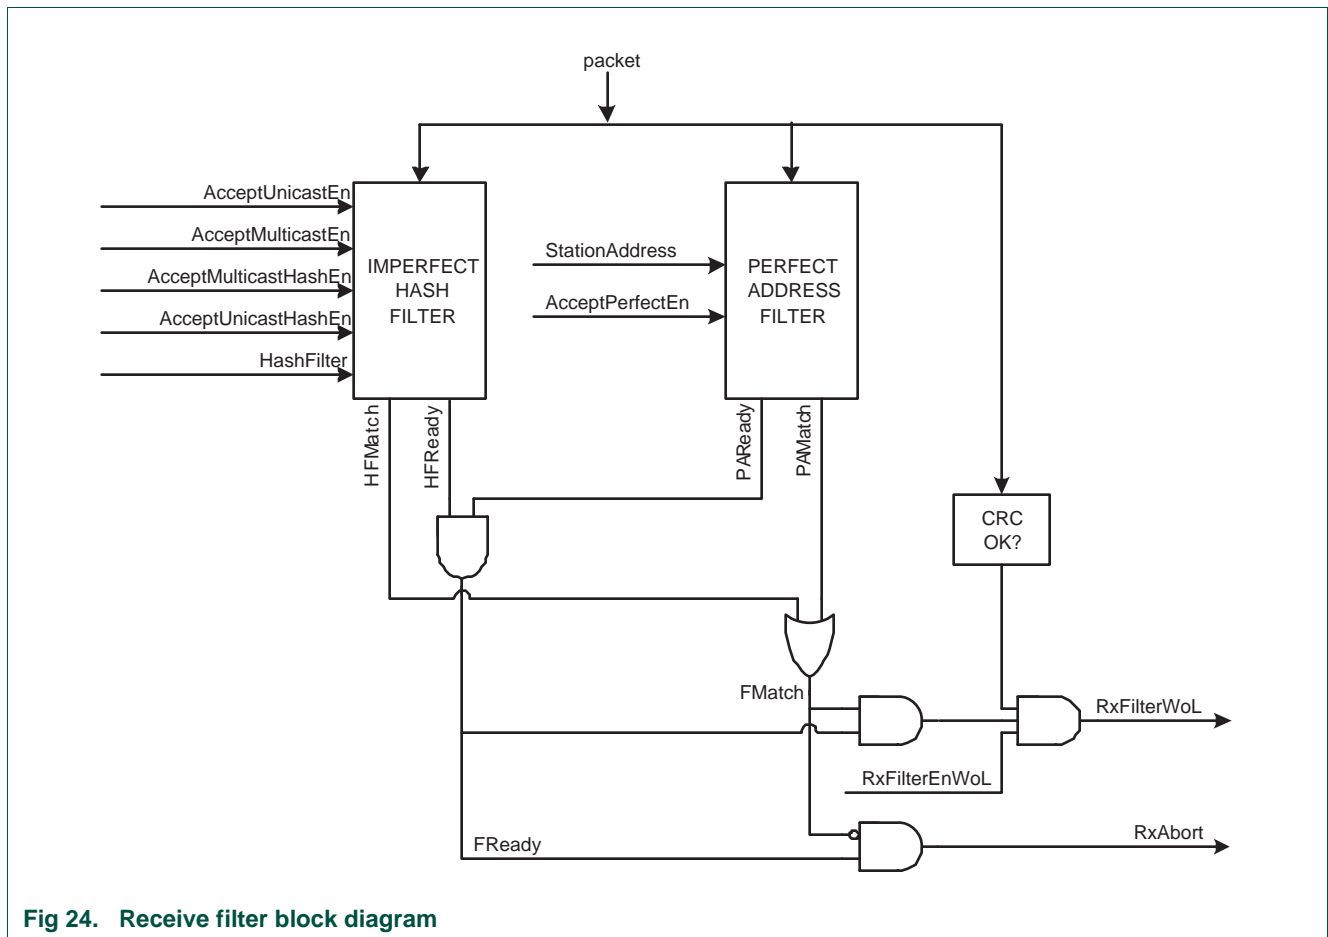 packet
AcceptUnicastEn
AcceptMulticastEn
AcceptMulticastHashEn
AcceptUnicastHashEn
HashFilter
IMPERFECT
HASH
FILTER
StationAddress
AcceptPerfectEn
PERFECT
ADDRESS
FILTER
HFMatch
HFReady
PAReady
PAMatch
CRC
OK?
FMatch
RxFilterWoL
RxFilterEnWoL
RxAbort
FReady
Fig 24. Receive filter block diagram